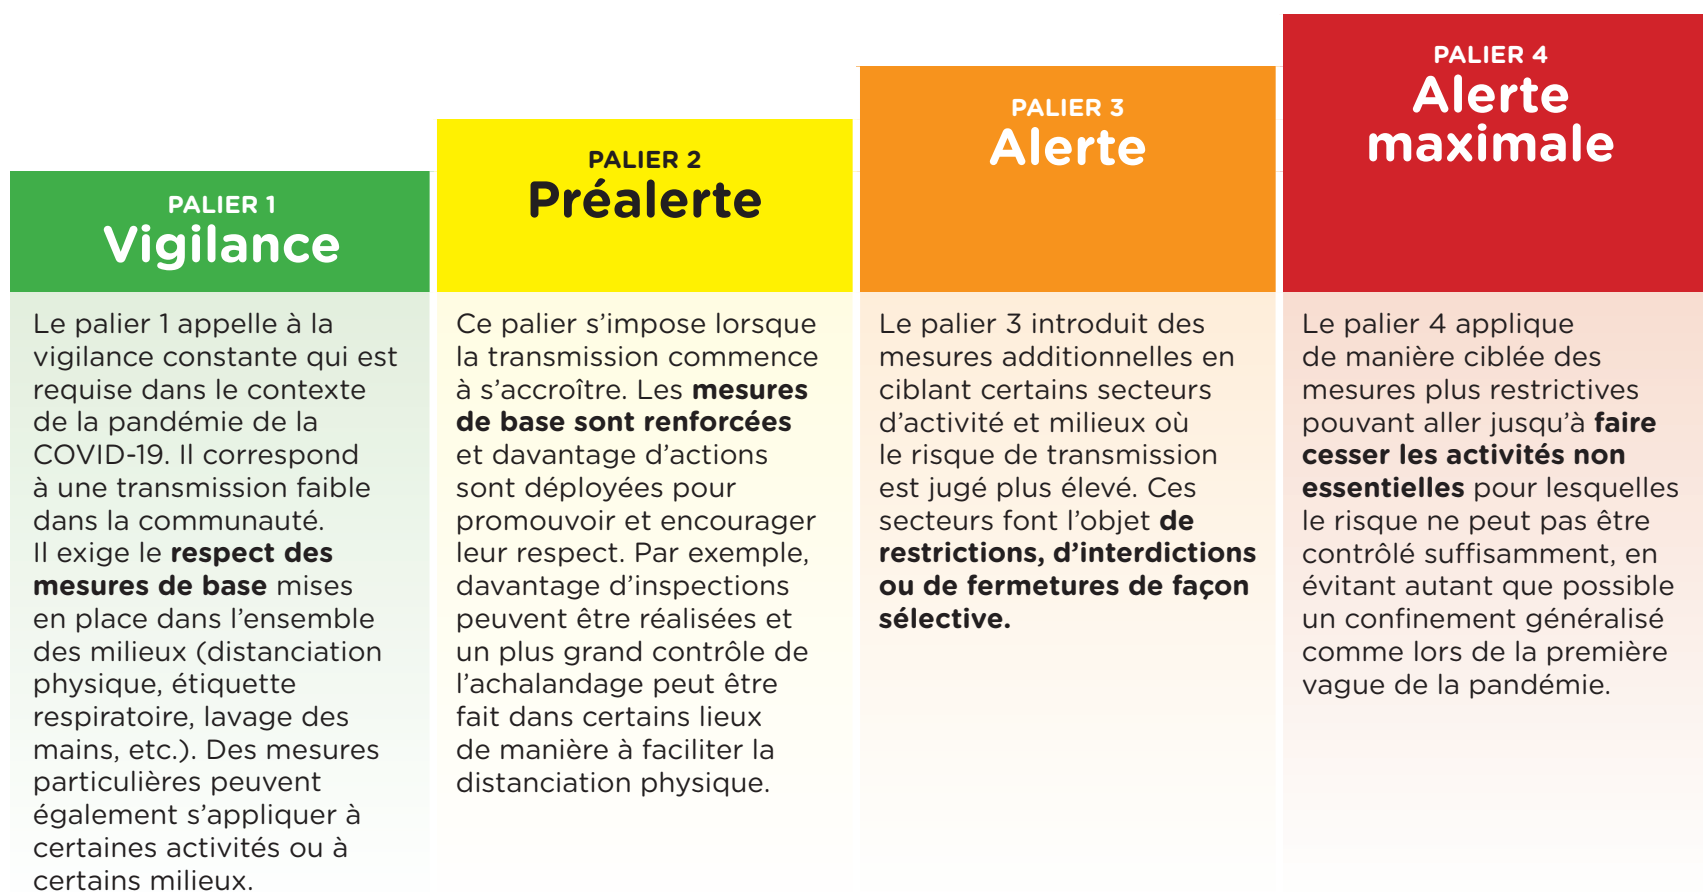 PALIER 1
Vigilance
Le palier 1 appelle à la
vigilance constante qui est
requise dans le contexte
de la pandémie de la
COVID-19. Il correspond
à une transmission faible
dans la communauté.
Il exige le respect des
mesures de base mises
en place dans l’ensemble
des milieux (distanciation
physique, étiquette
respiratoire, lavage des
mains, etc.). Des mesures
particulières peuvent
également s’appliquer à
certaines activités ou à
certains milieux.
PALIER 2
Préalerte
Ce palier s’impose lorsque
la transmission commence
à s’accroître. Les mesures
de base sont renforcées
et davantage d’actions
sont déployées pour
promouvoir et encourager
leur respect. Par exemple,
davantage d’inspections
peuvent être réalisées et
un plus grand contrôle de
l’achalandage peut être
fait dans certains lieux
de manière à faciliter la
distanciation physique.
PALIER 3
Alerte
Le palier 3 introduit des
mesures additionnelles en
ciblant certains secteurs
d’activité et milieux où
le risque de transmission
est jugé plus élevé. Ces
secteurs font l’objet de
restrictions, d’interdictions
ou de fermetures de façon
sélective.
PALIER 4
Alerte
maximale
Le palier 4 applique
de manière ciblée des
mesures plus restrictives
pouvant aller jusqu’à faire
cesser les activités non
essentielles pour lesquelles
le risque ne peut pas être
contrôlé suffisamment, en
évitant autant que possible
un confinement généralisé
comme lors de la première
vague de la pandémie.